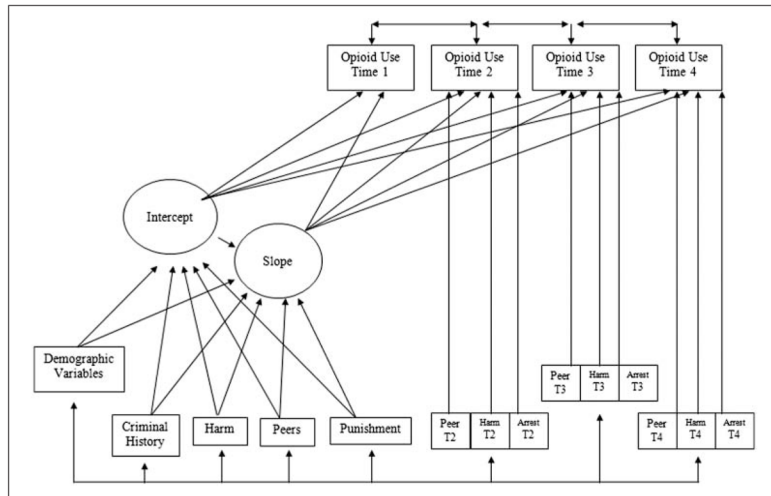 Opioid Use
Time 1
Opioid Use
Time 2
Opioid Use
Time 3
Opioid Use
Time 4
Intercept
Slope
Demographic
Variables
Criminal
History
Harm
Peers
Punishment
Peer
T2
Harm
T2
Arrest
T2
Peer
T3
Harm
T3
Arrest
T3
Peer
T4
Harm
T4
Arrest
T4